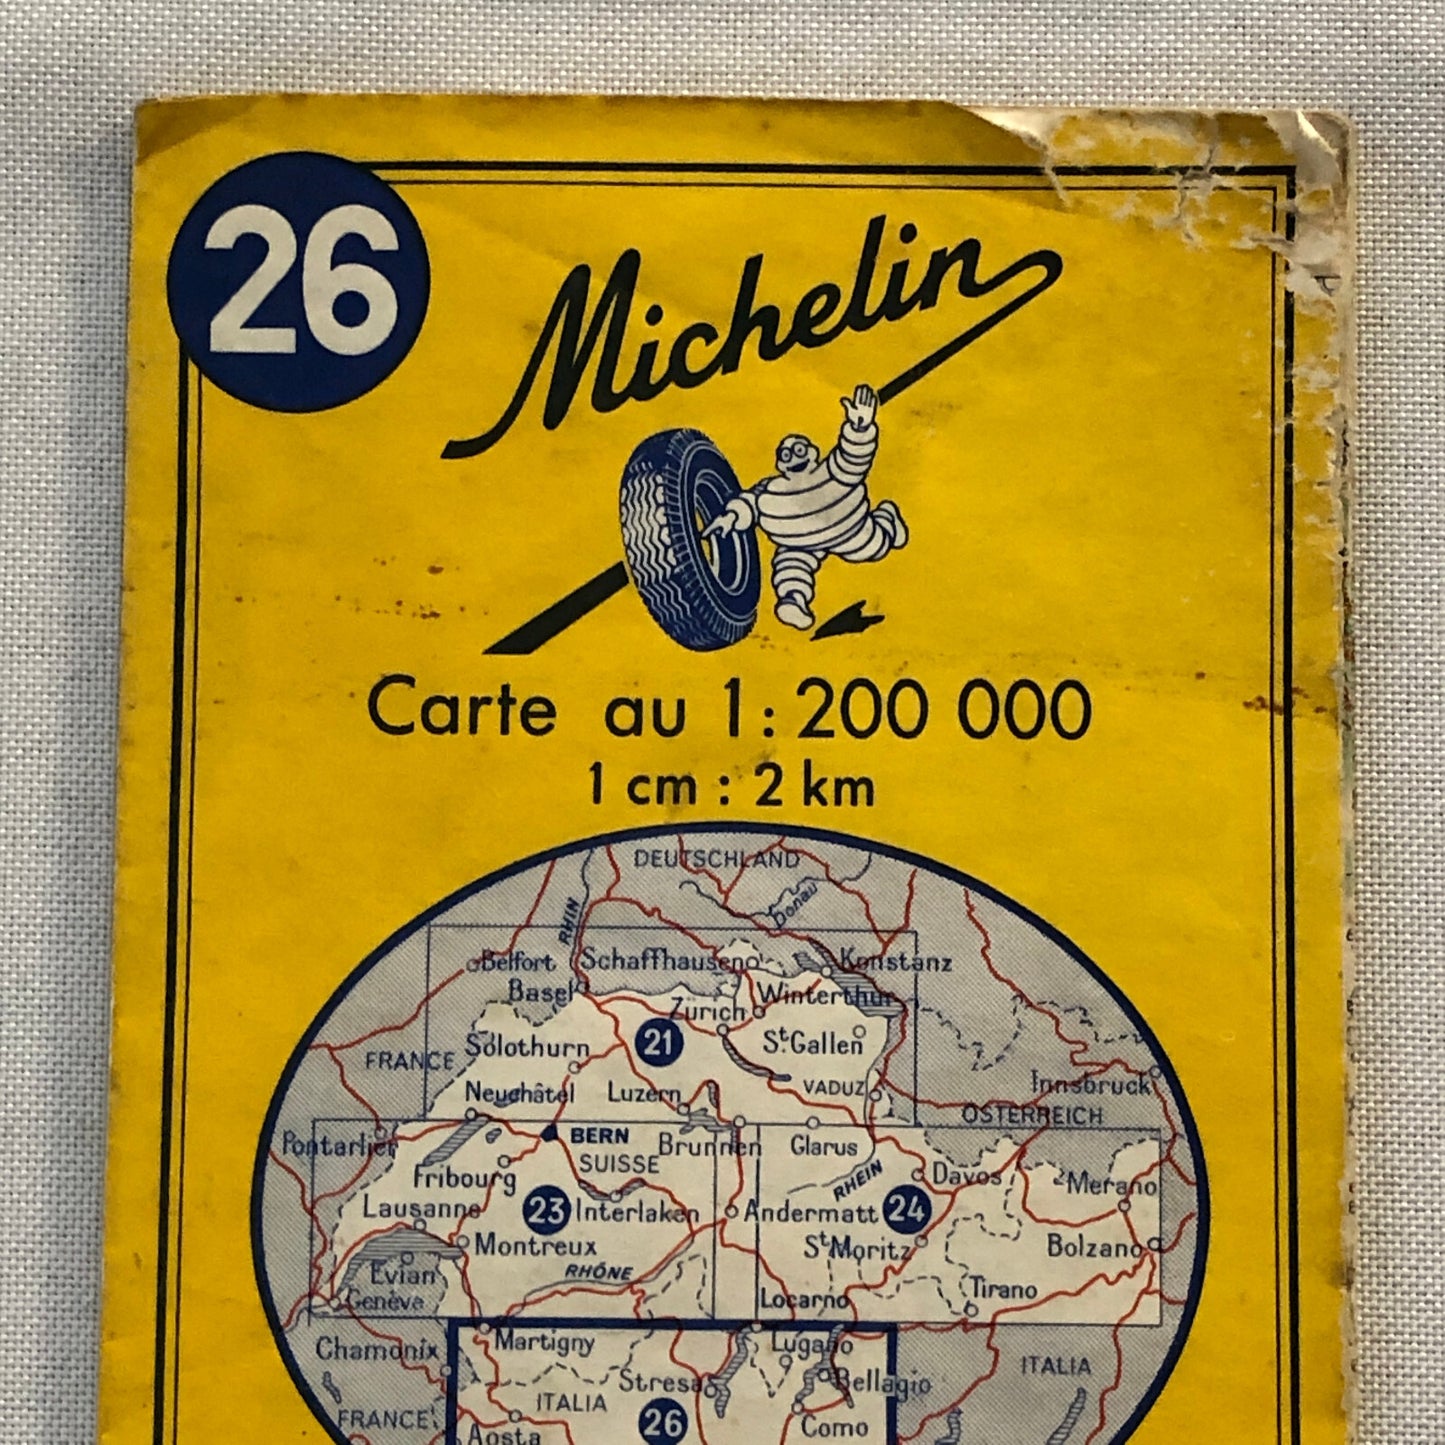 26
Michelin
Carte au 1: 200 000
1 cm : 2 km
DEUTSCHLAND
RHIN
Donau
Belfort
Schaffhausen
Konstanz
Basel
Winterthur
Zürich
21
St Gallen
FRANCE
Solothurn
Innsbruck
Neuchâtel
Luzern
VADUZ
ÖSTERREICH
Pontarlier
BERN
Brunnen
Glarus
SUISSE
Fribourg
RHEIN
Davos
Merano
Lausanne
23
Interlaken
Andermatt
24
Montreux
St Moritz
Bolzano
Evian
RHÔNE
Tirano
Genève
Locarno
Chamonix
Martigny
Lugano
ITALIA
Stresa
Bellagio
ITALIA
FRANCE
26
Como
Aosta